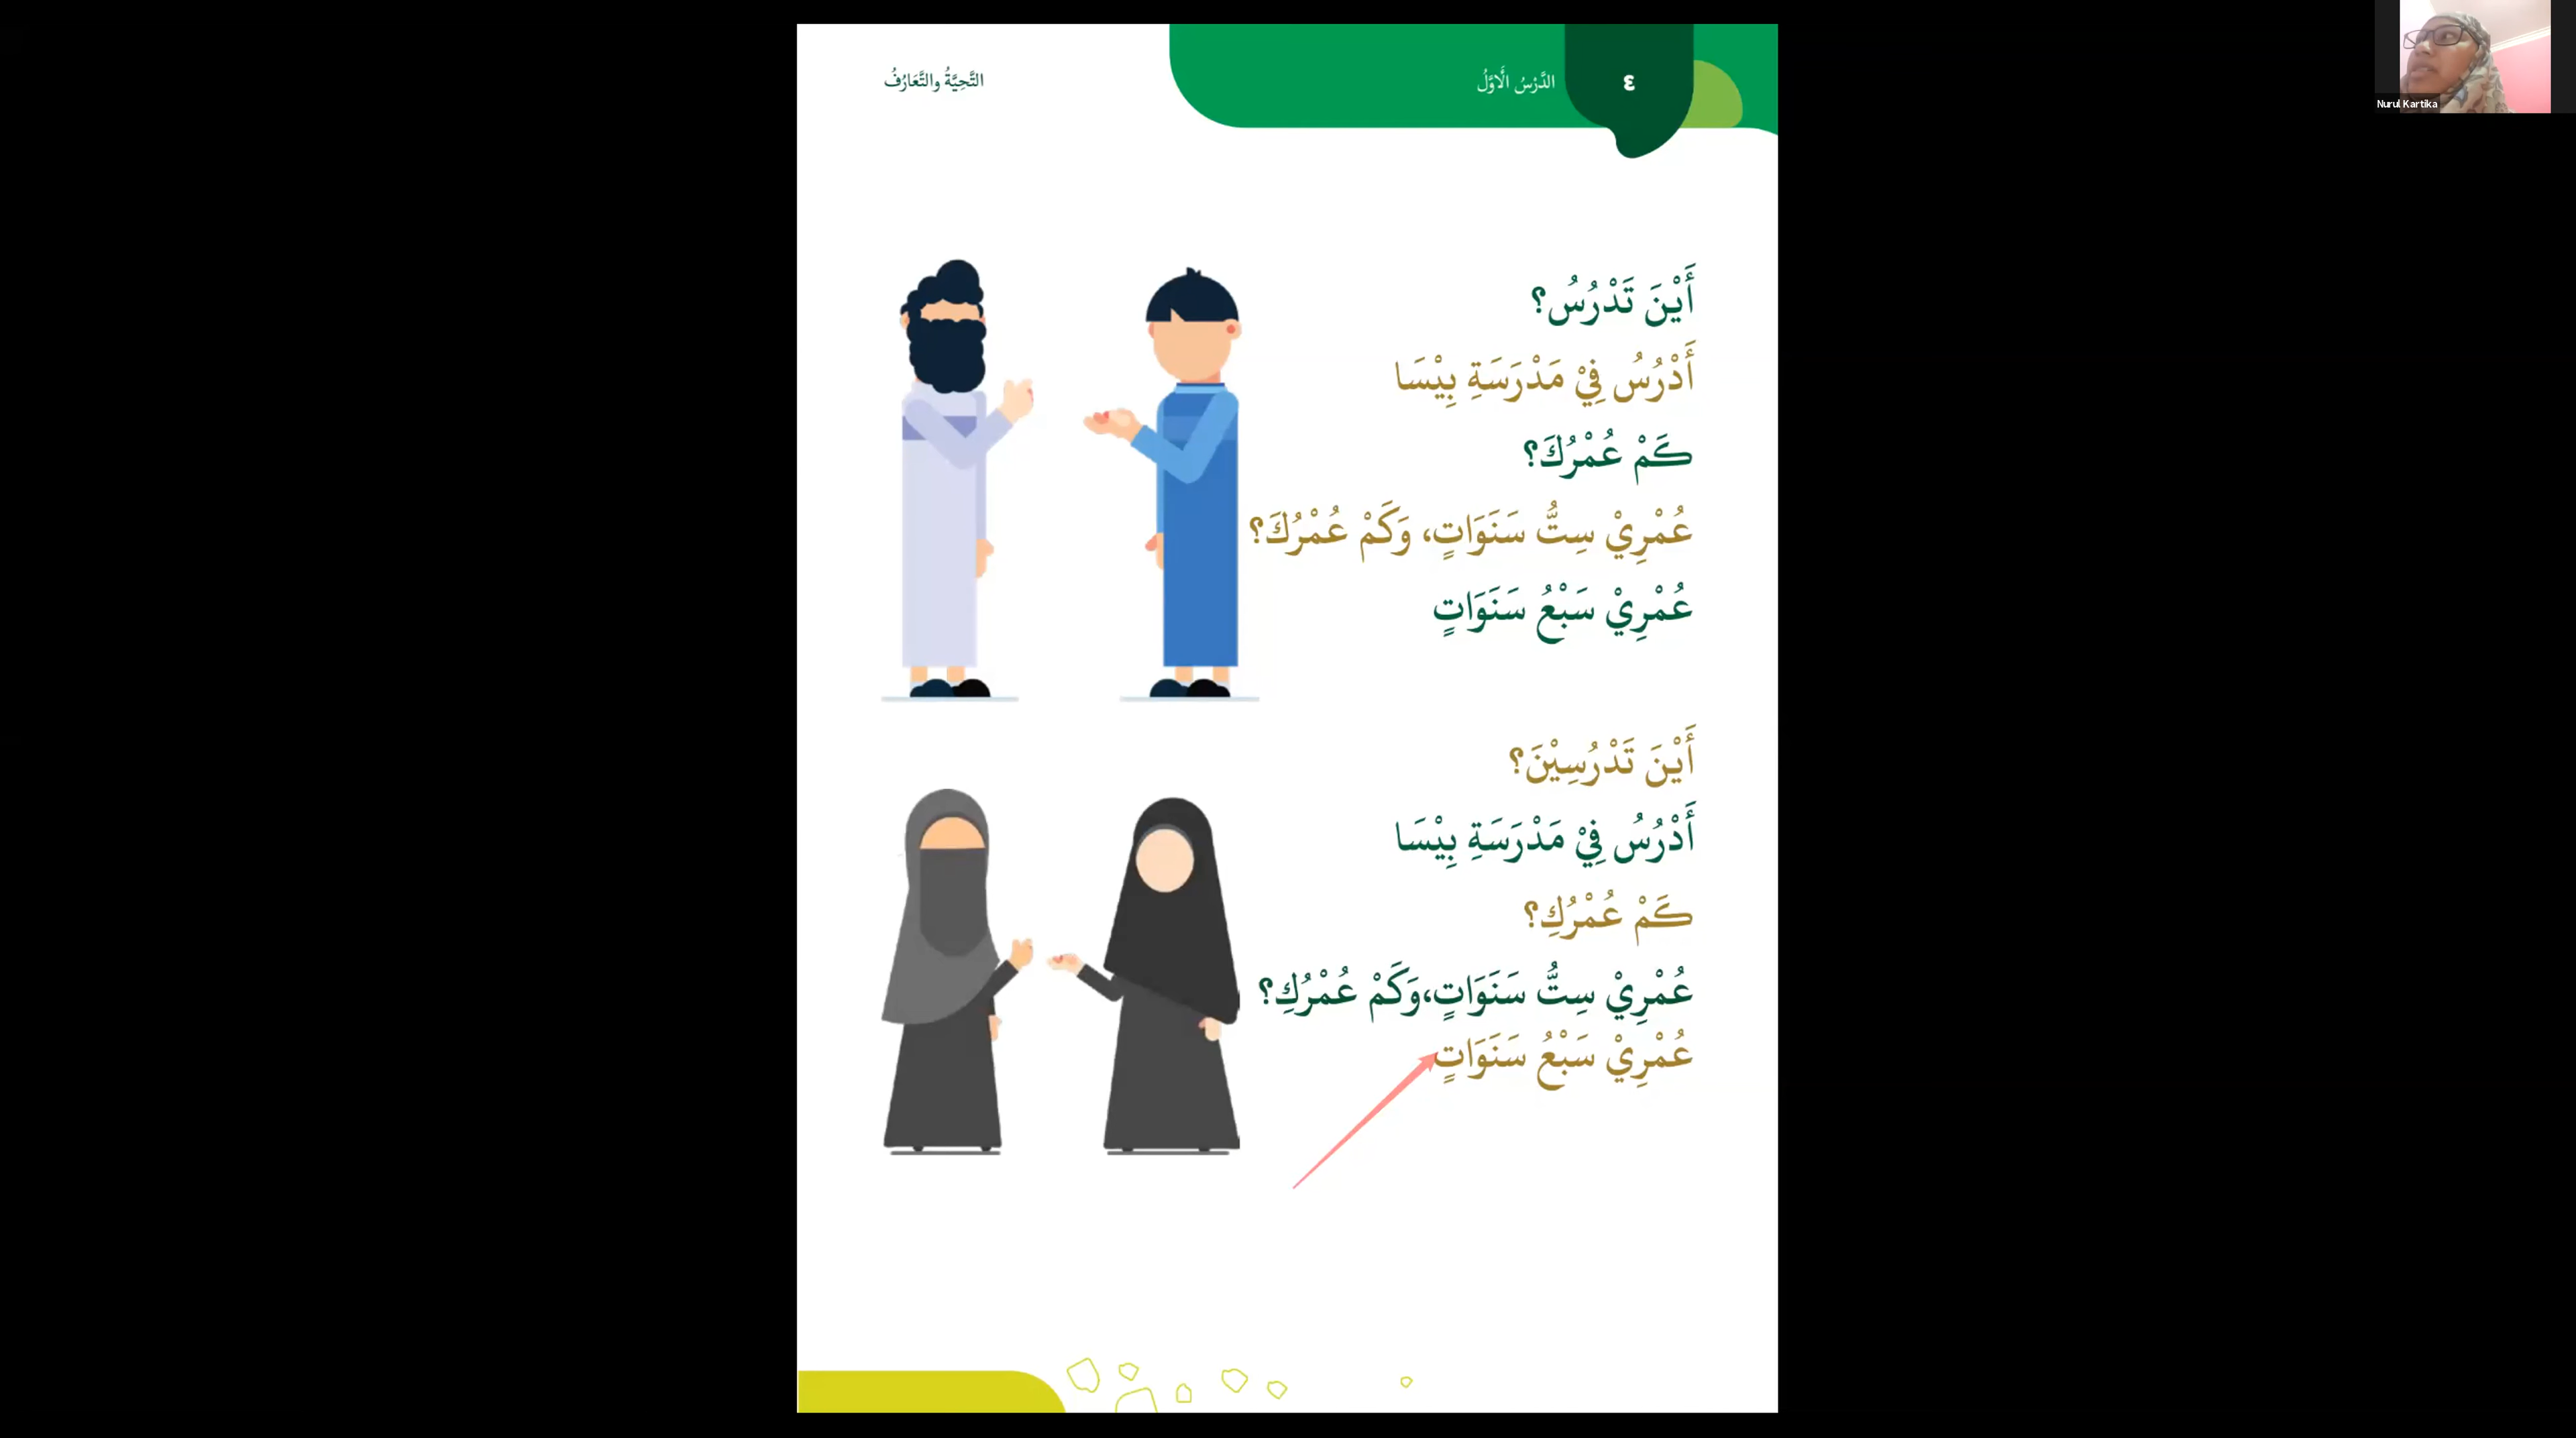 ٤
الدَّرْسُ الْأَوَّلُ
التَّحِيَّةُ والتَّعَارُفُ
Nurul Kartika
أَيْنَ تَدْرُسُ؟
أَدْرُسُ فِيْ مَدْرَسَةِ بِيْسَا
كَمْ عُمْرُكَ؟
عُمْرِيْ سِتُّ سَنَوَاتٍ، وَكَمْ عُمْرُكَ؟
عُمْرِيْ سَبْعُ سَنَوَاتٍ
أَيْنَ تَدْرُسِيْنَ؟
أَدْرُسُ فِيْ مَدْرَسَةِ بِيْسَا
كَمْ عُمْرُكِ؟
عُمْرِيْ سِتُّ سَنَوَاتٍ،وَكَمْ عُمْرُكِ؟
عُمْرِيْ سَبْعُ سَنَوَاتٍ